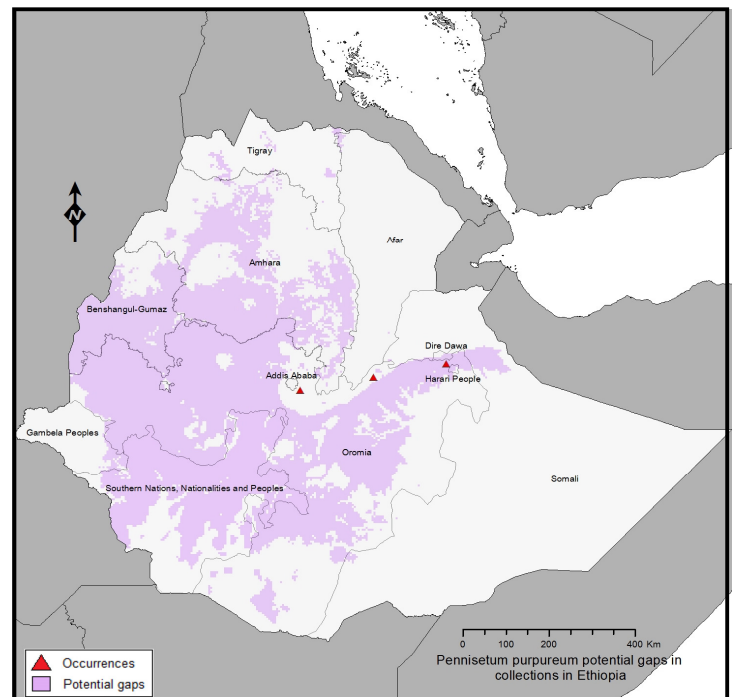 Tigray
N
Afar
Amhara
Benshangul-Gumaz
Dire Dawa
Addis Ababa
Harari People
Gambela Peoples
Oromia
Somali
Southern Nations, Nationalities and Peoples
0 100 200 400 Km
Pennisetum purpureum potential gaps in
collections in Ethiopia
Occurrences
Potential gaps